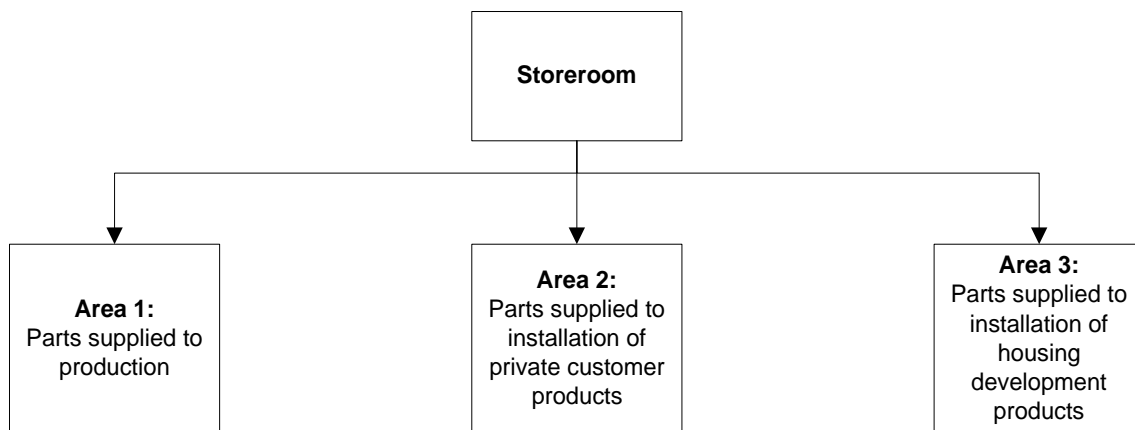 Storeroom
Area 1:
Parts supplied to
production
Area 2:
Parts supplied to
installation of
private customer
products
Area 3:
Parts supplied to
installation of
housing
development
products